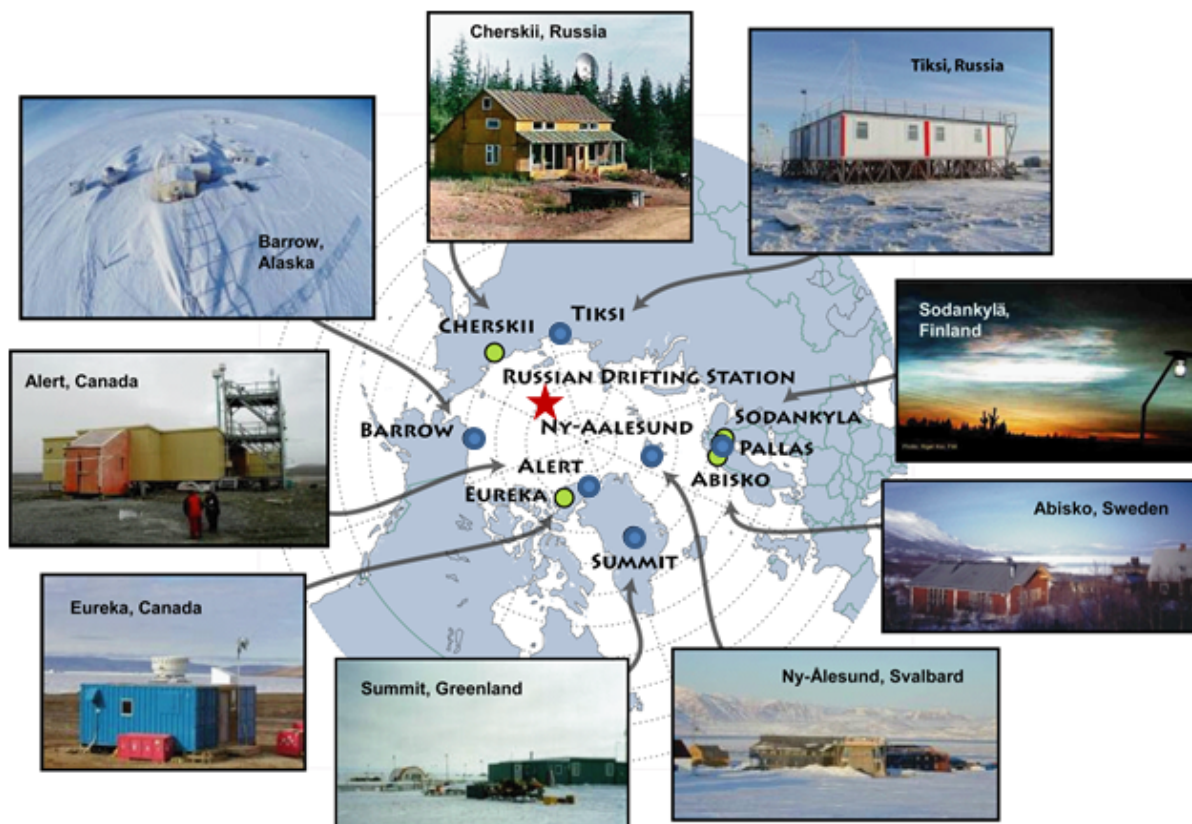 Cherskii, Russia
Tiksi, Russia
Barrow,
Alaska
Sodankylä,
Finland
Alert, Canada
CHERSKII
TIKSI
RUSSIAN DRIFTING STATION
BARROW
NY-AALESUND
SODANKYLA
PALLAS
ABISKO
ALERT
EUREKA
SUMMIT
Abisko, Sweden
Eureka, Canada
Summit, Greenland
Ny-Ålesund, Svalbard